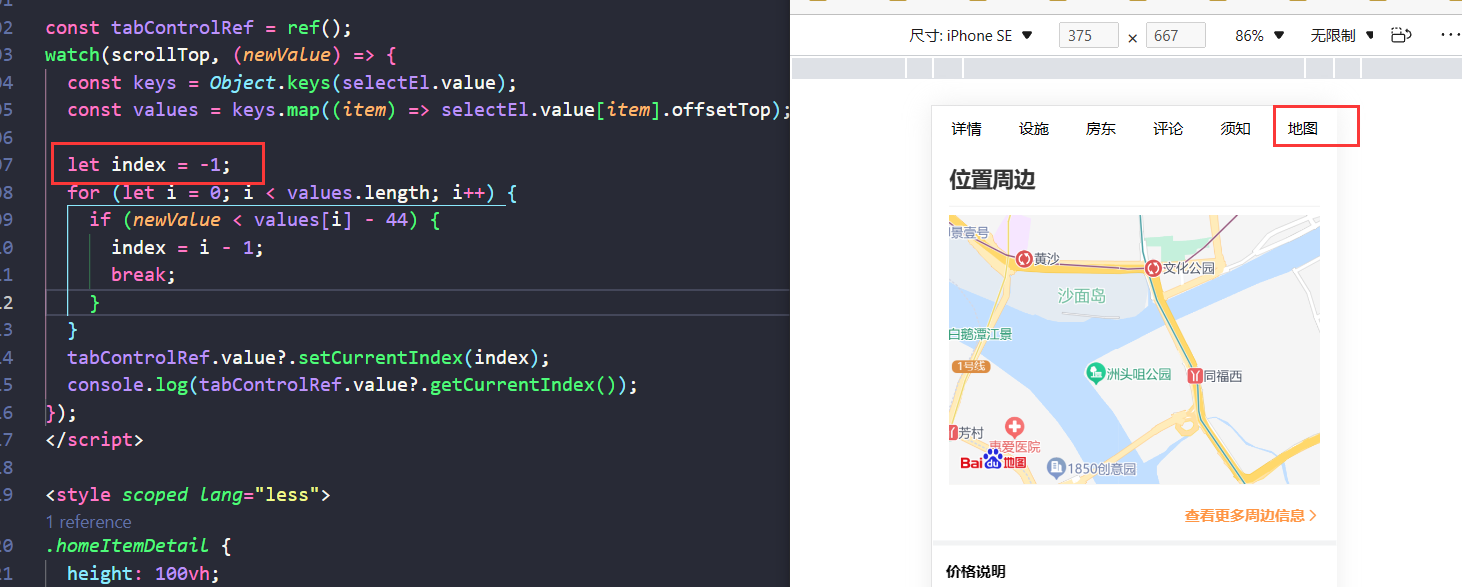 02 const tabControlRef = ref();
03 watch(scrollTop, (newValue) => {
04 const keys = Object.keys(selectEl.value);
05 const values = keys.map((item) => selectEl.value[item].offsetTop);
06
07 let index = -1;
08 for (let i = 0; i < values.length; i++) {
09 if (newValue < values[i] - 44) {
10 index = i - 1;
11 break;
12 }
13 }
14 tabControlRef.value?.setCurrentIndex(index);
15 console.log(tabControlRef.value?.getCurrentIndex());
16 });
17 </script>
18
19 <style scoped lang="less">
1 reference
20 .homeItemDetail {
21 height: 100vh;
尺寸: iPhone SE ▼ 375 × 667 86% ▼ 无限制 ▼ ···
详情 设施 房东 评论 须知 地图
位置周边
景壹号
黄沙
文化公园
沙面岛
白鹅潭江景
1号线
洲头咀公园
同福西
芳村
惠爱医院
Bai du 地图
1850创意园
查看更多周边信息 >
价格说明